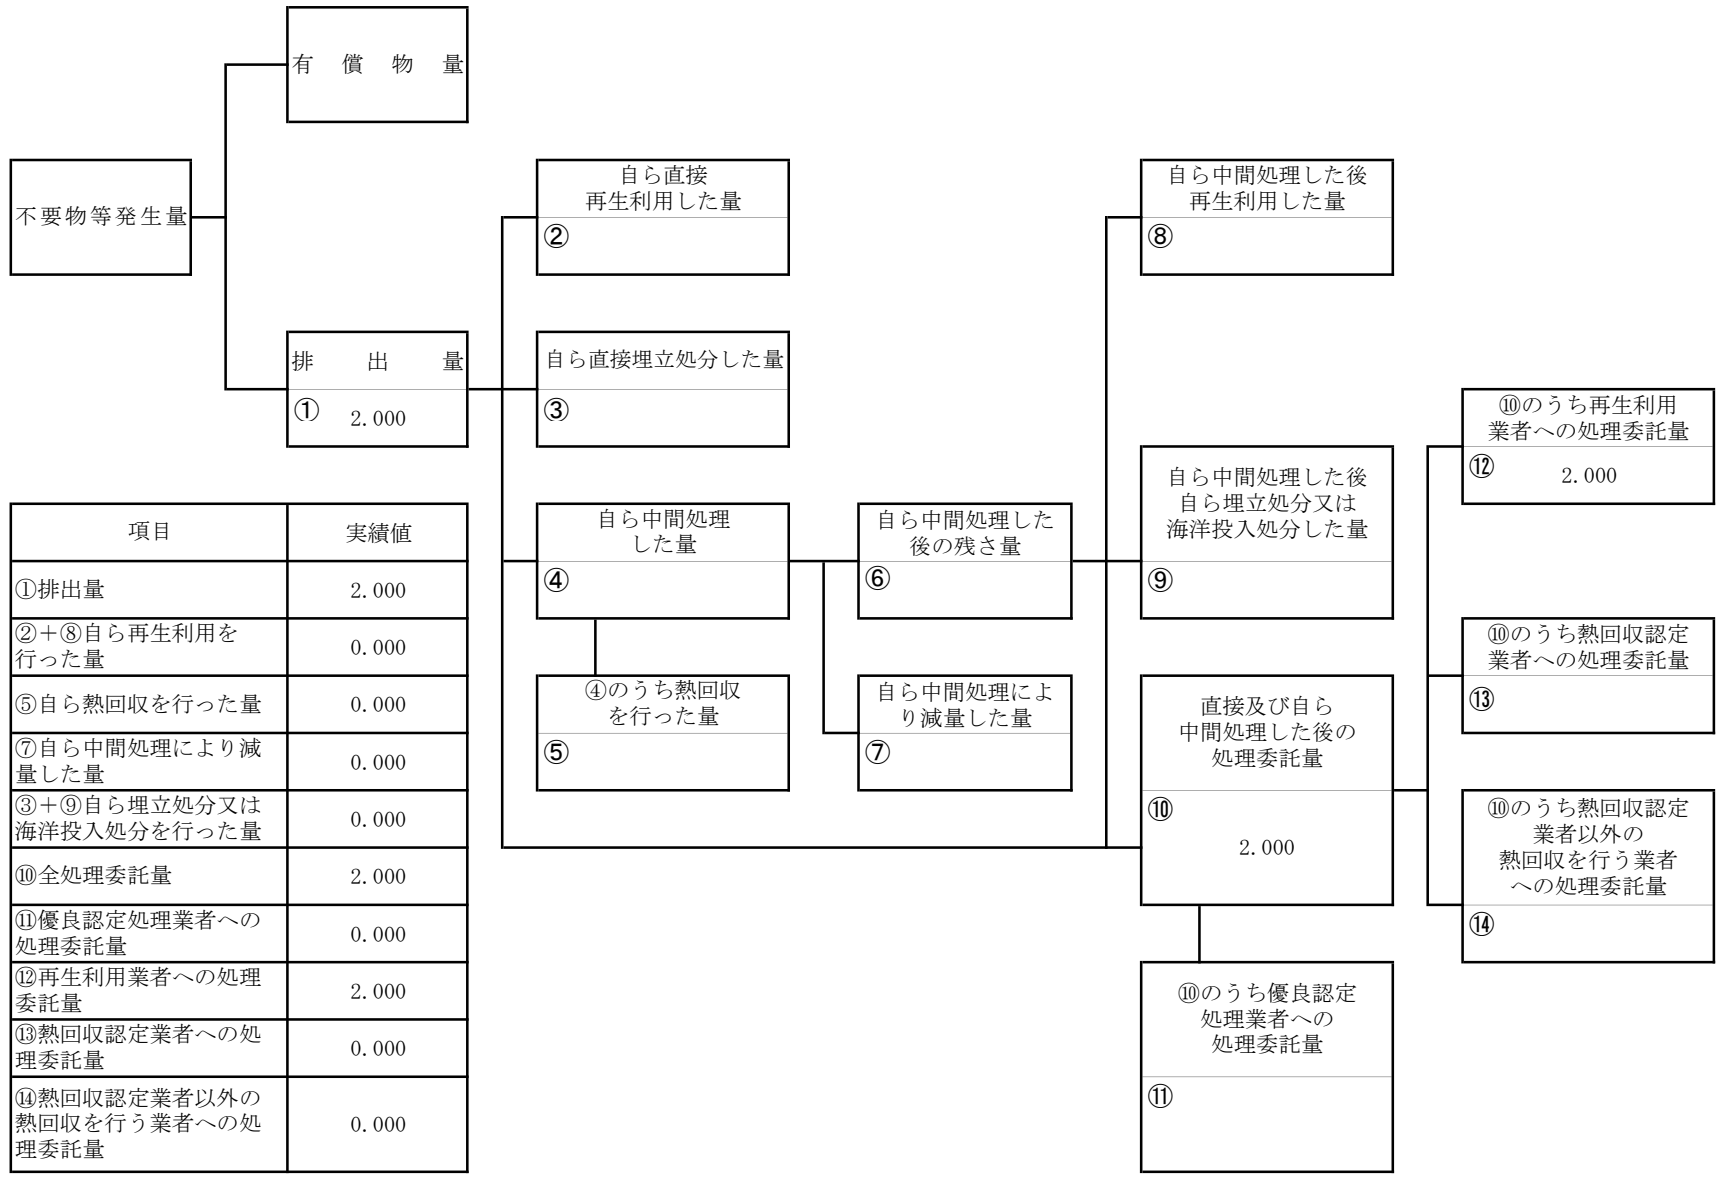 有償物量
不要物等発生量
排出量
①
2.000
自ら直接
再生利用した量
②
自ら直接埋立処分した量
③
自ら中間処理
した量
④
④のうち熱回収
を行った量
⑤
自ら中間処理した
後の残さ量
⑥
自ら中間処理によ
り減量した量
⑦
自ら中間処理した後
再生利用した量
⑧
自ら中間処理した後
自ら埋立処分又は
海洋投入処分した量
⑨
直接及び自ら
中間処理した後の
処理委託量
⑩
2.000
⑩のうち優良認定
処理業者への
処理委託量
⑪
⑩のうち再生利用
業者への処理委託量
⑫
2.000
⑩のうち熱回収認定
業者への処理委託量
⑬
⑩のうち熱回収認定
業者以外の
熱回収を行う業者
への処理委託量
⑭
項目 実績値
①排出量 2.000
②＋⑧自ら再生利用を
行った量 0.000
⑤自ら熱回収を行った量 0.000
⑦自ら中間処理により減
量した量 0.000
③＋⑨自ら埋立処分又は
海洋投入処分を行った量 0.000
⑩全処理委託量 2.000
⑪優良認定処理業者への
処理委託量 0.000
⑫再生利用業者への処理
委託量 2.000
⑬熱回収認定業者への処
理委託量 0.000
⑭熱回収認定業者以外の
熱回収を行う業者への処 0.000
理委託量